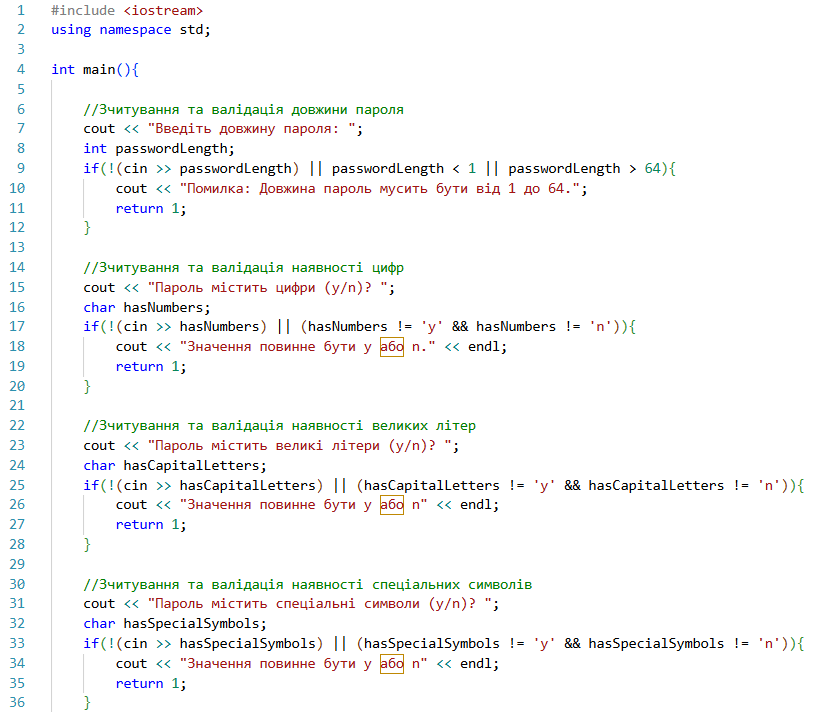 1 #include <iostream>
2 using namespace std;
3
4 int main(){
5
6 //Зчитування та валідація довжини пароля
7 cout << "Введіть довжину пароля: ";
8 int passwordLength;
9 if(!(cin >> passwordLength) || passwordLength < 1 || passwordLength > 64){
10 cout << "Помилка: Довжина пароль мусить бути від 1 до 64.";
11 return 1;
12 }
13
14 //Зчитування та валідація наявності цифр
15 cout << "Пароль містить цифри (y/n)? ";
16 char hasNumbers;
17 if(!(cin >> hasNumbers) || (hasNumbers != 'y' && hasNumbers != 'n')){
18 cout << "Значення повинне бути y або n." << endl;
19 return 1;
20 }
21
22 //Зчитування та валідація наявності великих літер
23 cout << "Пароль містить великі літери (y/n)? ";
24 char hasCapitalLetters;
25 if(!(cin >> hasCapitalLetters) || (hasCapitalLetters != 'y' && hasCapitalLetters != 'n')){
26 cout << "Значення повинне бути y або n" << endl;
27 return 1;
28 }
29
30 //Зчитування та валідація наявності спеціальних символів
31 cout << "Пароль містить спеціальні символи (y/n)? ";
32 char hasSpecialSymbols;
33 if(!(cin >> hasSpecialSymbols) || (hasSpecialSymbols != 'y' && hasSpecialSymbols != 'n')){
34 cout << "Значення повинне бути y або n" << endl;
35 return 1;
36 }